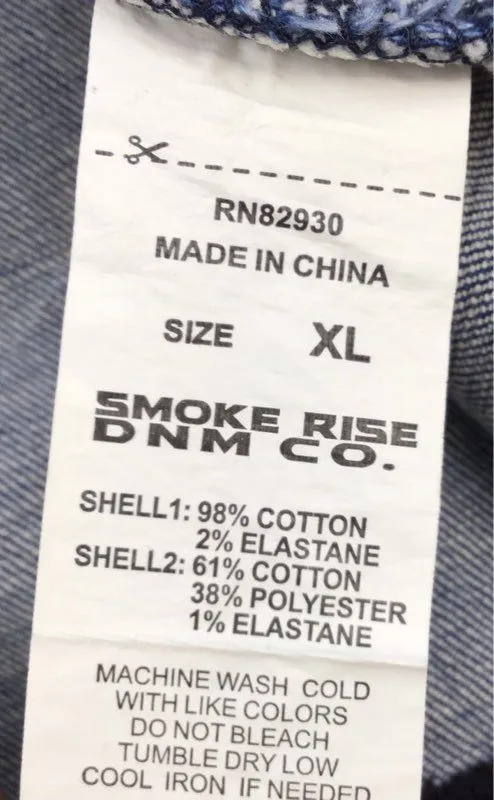 RN82930
MADE IN CHINA
SIZE XL
SMOKE RISE
DNM CO.
SHELL1: 98% COTTON
2% ELASTANE
SHELL2: 61% COTTON
38% POLYESTER
1% ELASTANE
MACHINE WASH COLD
WITH LIKE COLORS
DO NOT BLEACH
TUMBLE DRY LOW
COOL IRON IF NEEDED